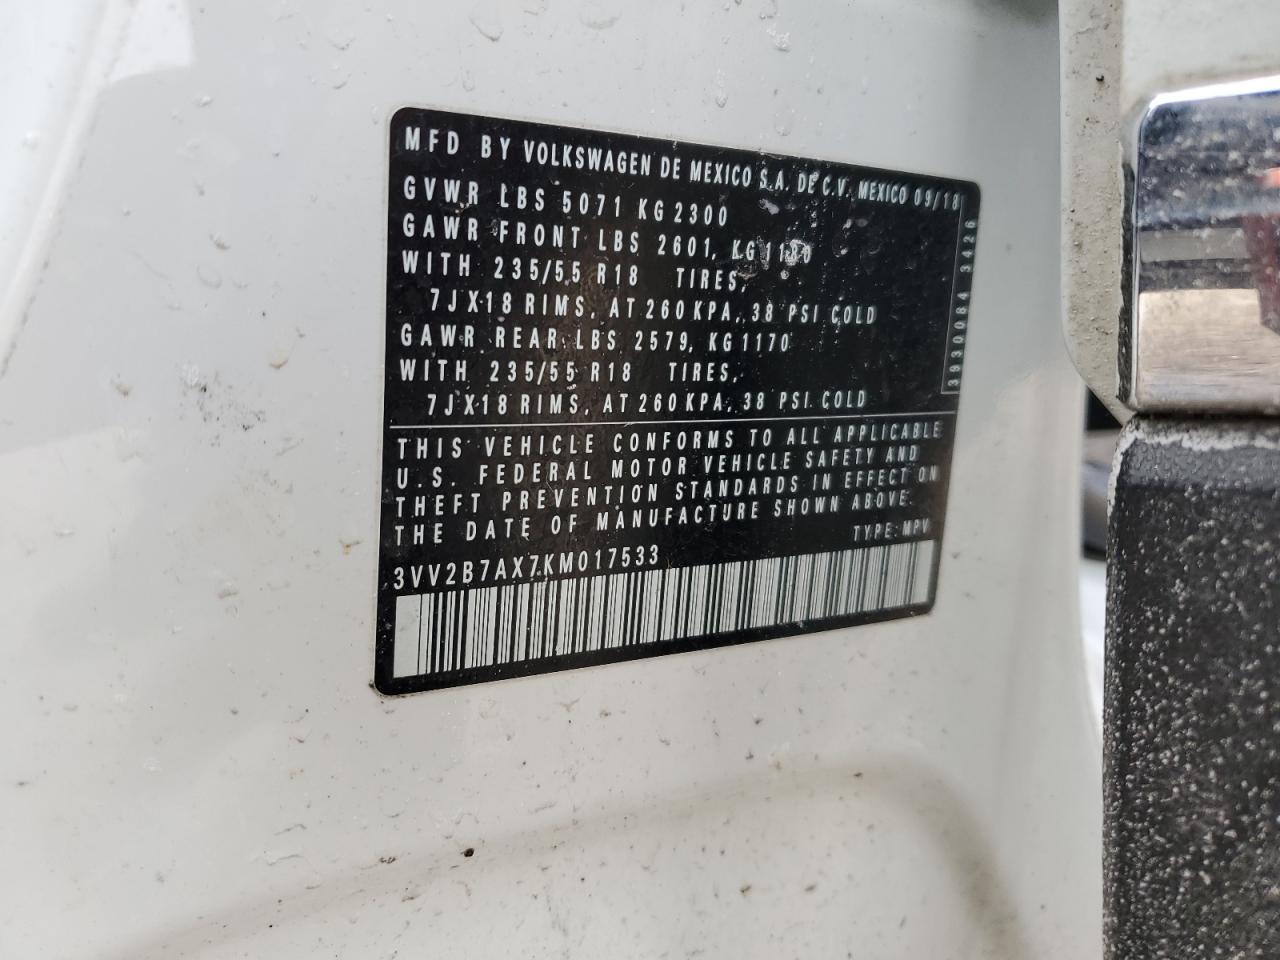 MFD BY VOLKSWAGEN DE MEXICO S.A. DE C.V. MEXICO 09/18
GVWR LBS 5071 KG 2300
GAWR FRONT LBS 2601, KG 1180
WITH 235/55 R18 TIRES,
7JX18 RIMS, AT 260 KPA, 38 PSI COLD
GAWR REAR LBS 2579, KG 1170
WITH 235/55 R18 TIRES,
7JX18 RIMS, AT 260 KPA, 38 PSI COLD
3930084 3426
THIS VEHICLE CONFORMS TO ALL APPLICABLE
U.S. FEDERAL MOTOR VEHICLE SAFETY AND
THEFT PREVENTION STANDARDS IN EFFECT ON
THE DATE OF MANUFACTURE SHOWN ABOVE.
TYPE: MPV
3VV2B7AX7KM017533